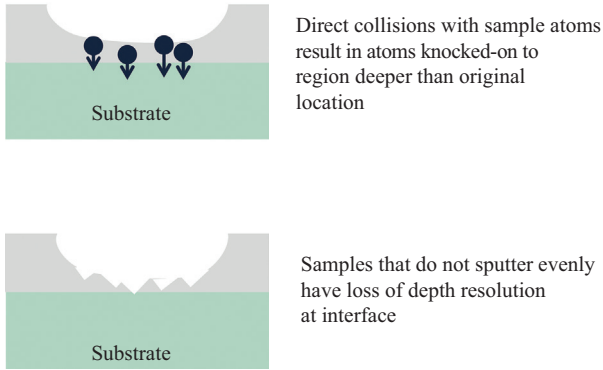 Direct collisions with sample atoms
result in atoms knocked-on to
region deeper than original
location
Substrate
Samples that do not sputter evenly
have loss of depth resolution
at interface
Substrate